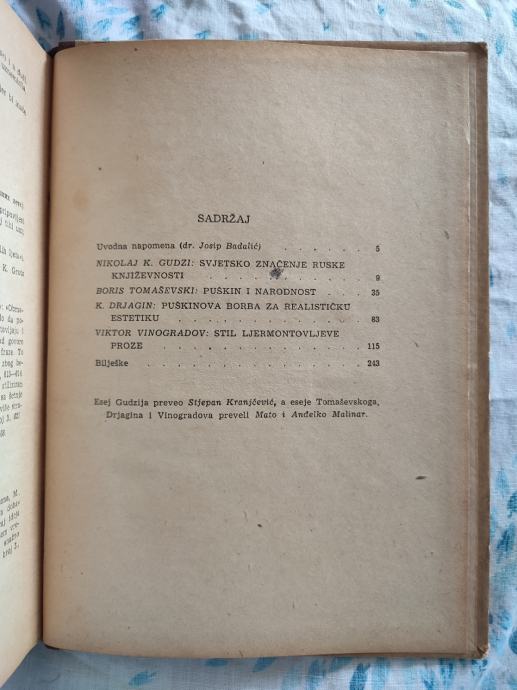 ej i u
na
SADRŽAJ
Uvodna napomena (dr. Josip Badalić) . . . . . 5
NIKOLAJ K. GUDZI: SVJETSKO ZNAČENJE RUSKE
KNJIŽEVNOSTI . . . . . . . . . . 9
BORIS TOMAŠEVSKI: PUŠKIN I NARODNOST . . . 35
K. DRJAGIN: PUŠKINOVA BORBA ZA REALISTIČKU
ESTETIKU . . . . . . . . . . . 83
VIKTOR VINOGRADOV: STIL LJERMONTOVLJEVE
PROZE . . . . . . . . . . . . 115
Bilješke . . . . . . . . . . . . 243
Esej Gudzija preveo Stjepan Kranjčević, a eseje Tomaševskoga,
Drjagina i Vinogradova preveli Mato i Anđelko Malinar.